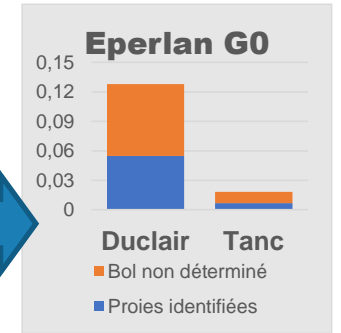 Eperlan G0
0,15
0,12
0,09
0,06
0,03
0
Duclair Tanc
Bol non déterminé
Proies identifiées